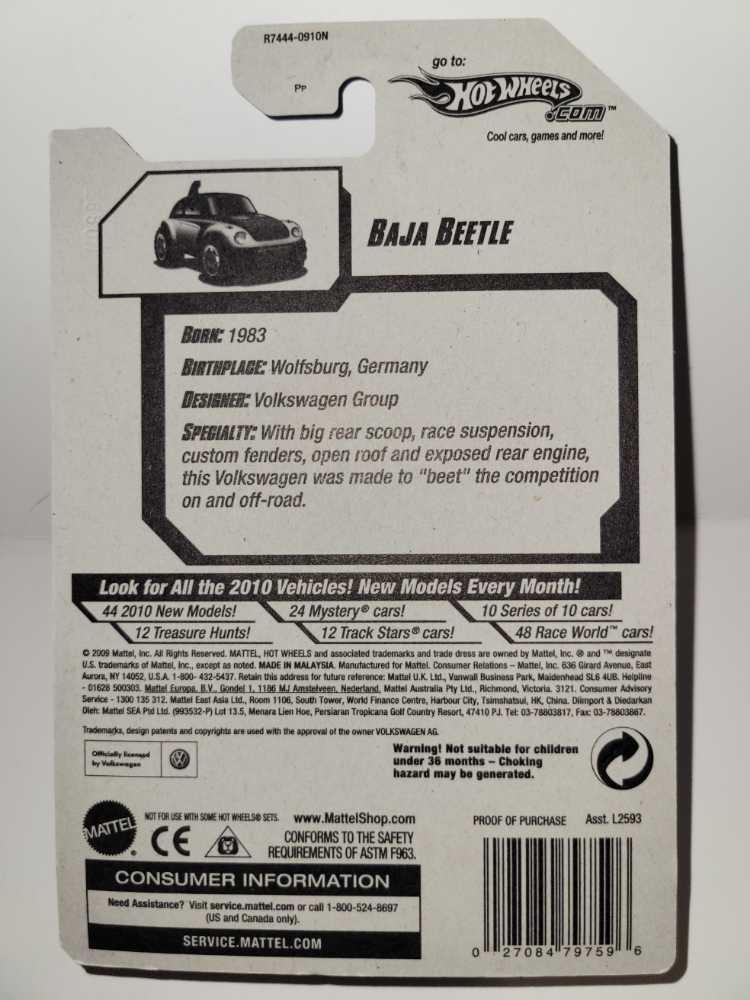 R7444-0910N
Pp
go to:
HOT WHEELS
.COM™
Cool cars, games and more!
BAJA BEETLE
BORN: 1983
BIRTHPLACE: Wolfsburg, Germany
DESIGNER: Volkswagen Group
SPECIALTY: With big rear scoop, race suspension,
custom fenders, open roof and exposed rear engine,
this Volkswagen was made to "beet" the competition
on and off-road.
Look for All the 2010 Vehicles! New Models Every Month!
44 2010 New Models! 24 Mystery® cars! 10 Series of 10 cars!
12 Treasure Hunts! 12 Track Stars® cars! 48 Race World™ cars!
© 2009 Mattel, Inc. All Rights Reserved. MATTEL, HOT WHEELS and associated trademarks and trade dress are owned by Mattel, Inc. ® and ™ designate
U.S. trademarks of Mattel, Inc., except as noted. MADE IN MALAYSIA. Manufactured for Mattel. Consumer Relations – Mattel, Inc. 636 Girard Avenue, East
Aurora, NY 14052, U.S.A. 1-800- 432-5437. Retain this address for future reference: Mattel U.K. Ltd., Vanwall Business Park, Maidenhead SL6 4UB. Helpline
- 01628 500303. Mattel Europa, B.V., Gondel 1, 1186 MJ Amstelveen, Nederland. Mattel Australia Pty Ltd., Richmond, Victoria. 3121. Consumer Advisory
Service - 1300 135 312. Mattel East Asia Ltd., Room 1106, South Tower, World Finance Centre, Harbour City, Tsimshatsui, HK, China. Diimport & Diedarkan
Oleh: Mattel SEA Ptd Ltd. (993532-P) Lot 13.5, Menara Lien Hoe, Persiaran Tropicana Golf Country Resort, 47410 PJ. Tel: 03-78803817, Fax: 03-78803867.
Trademarks, design patents and copyrights are used with the approval of the owner VOLKSWAGEN AG.
Officially licensed
by Volkswagen
Warning! Not suitable for children
under 36 months – Choking
hazard may be generated.
MATTEL
NOT FOR USE WITH SOME HOT WHEELS® SETS.
CE
www.MattelShop.com
CONFORMS TO THE SAFETY
REQUIREMENTS OF ASTM F963.
PROOF OF PURCHASE Asst. L2593
CONSUMER INFORMATION
Need Assistance? Visit service.mattel.com or call 1-800-524-8697
(US and Canada only).
SERVICE.MATTEL.COM
0 27084 79759 6